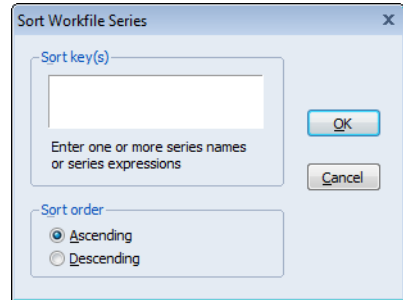 Sort Workfile Series
x
Sort key(s)
OK
Enter one or more series names
or series expressions
Cancel
Sort order
Ascending
Descending